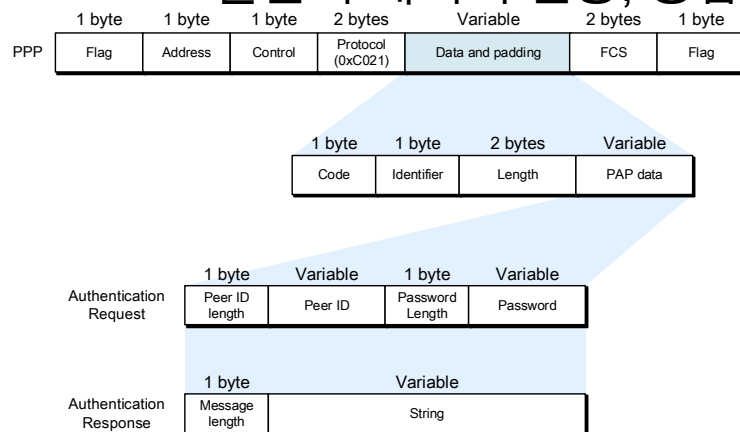 1 byte 1 byte 1 byte 2 bytes Variable 2 bytes 1 byte
PPP Flag Address Control Protocol (0xC021) Data and padding FCS Flag
1 byte 1 byte 2 bytes Variable
Code Identifier Length PAP data
1 byte Variable 1 byte Variable
Authentication Request Peer ID length Peer ID Password Length Password
1 byte Variable
Authentication Response Message length String